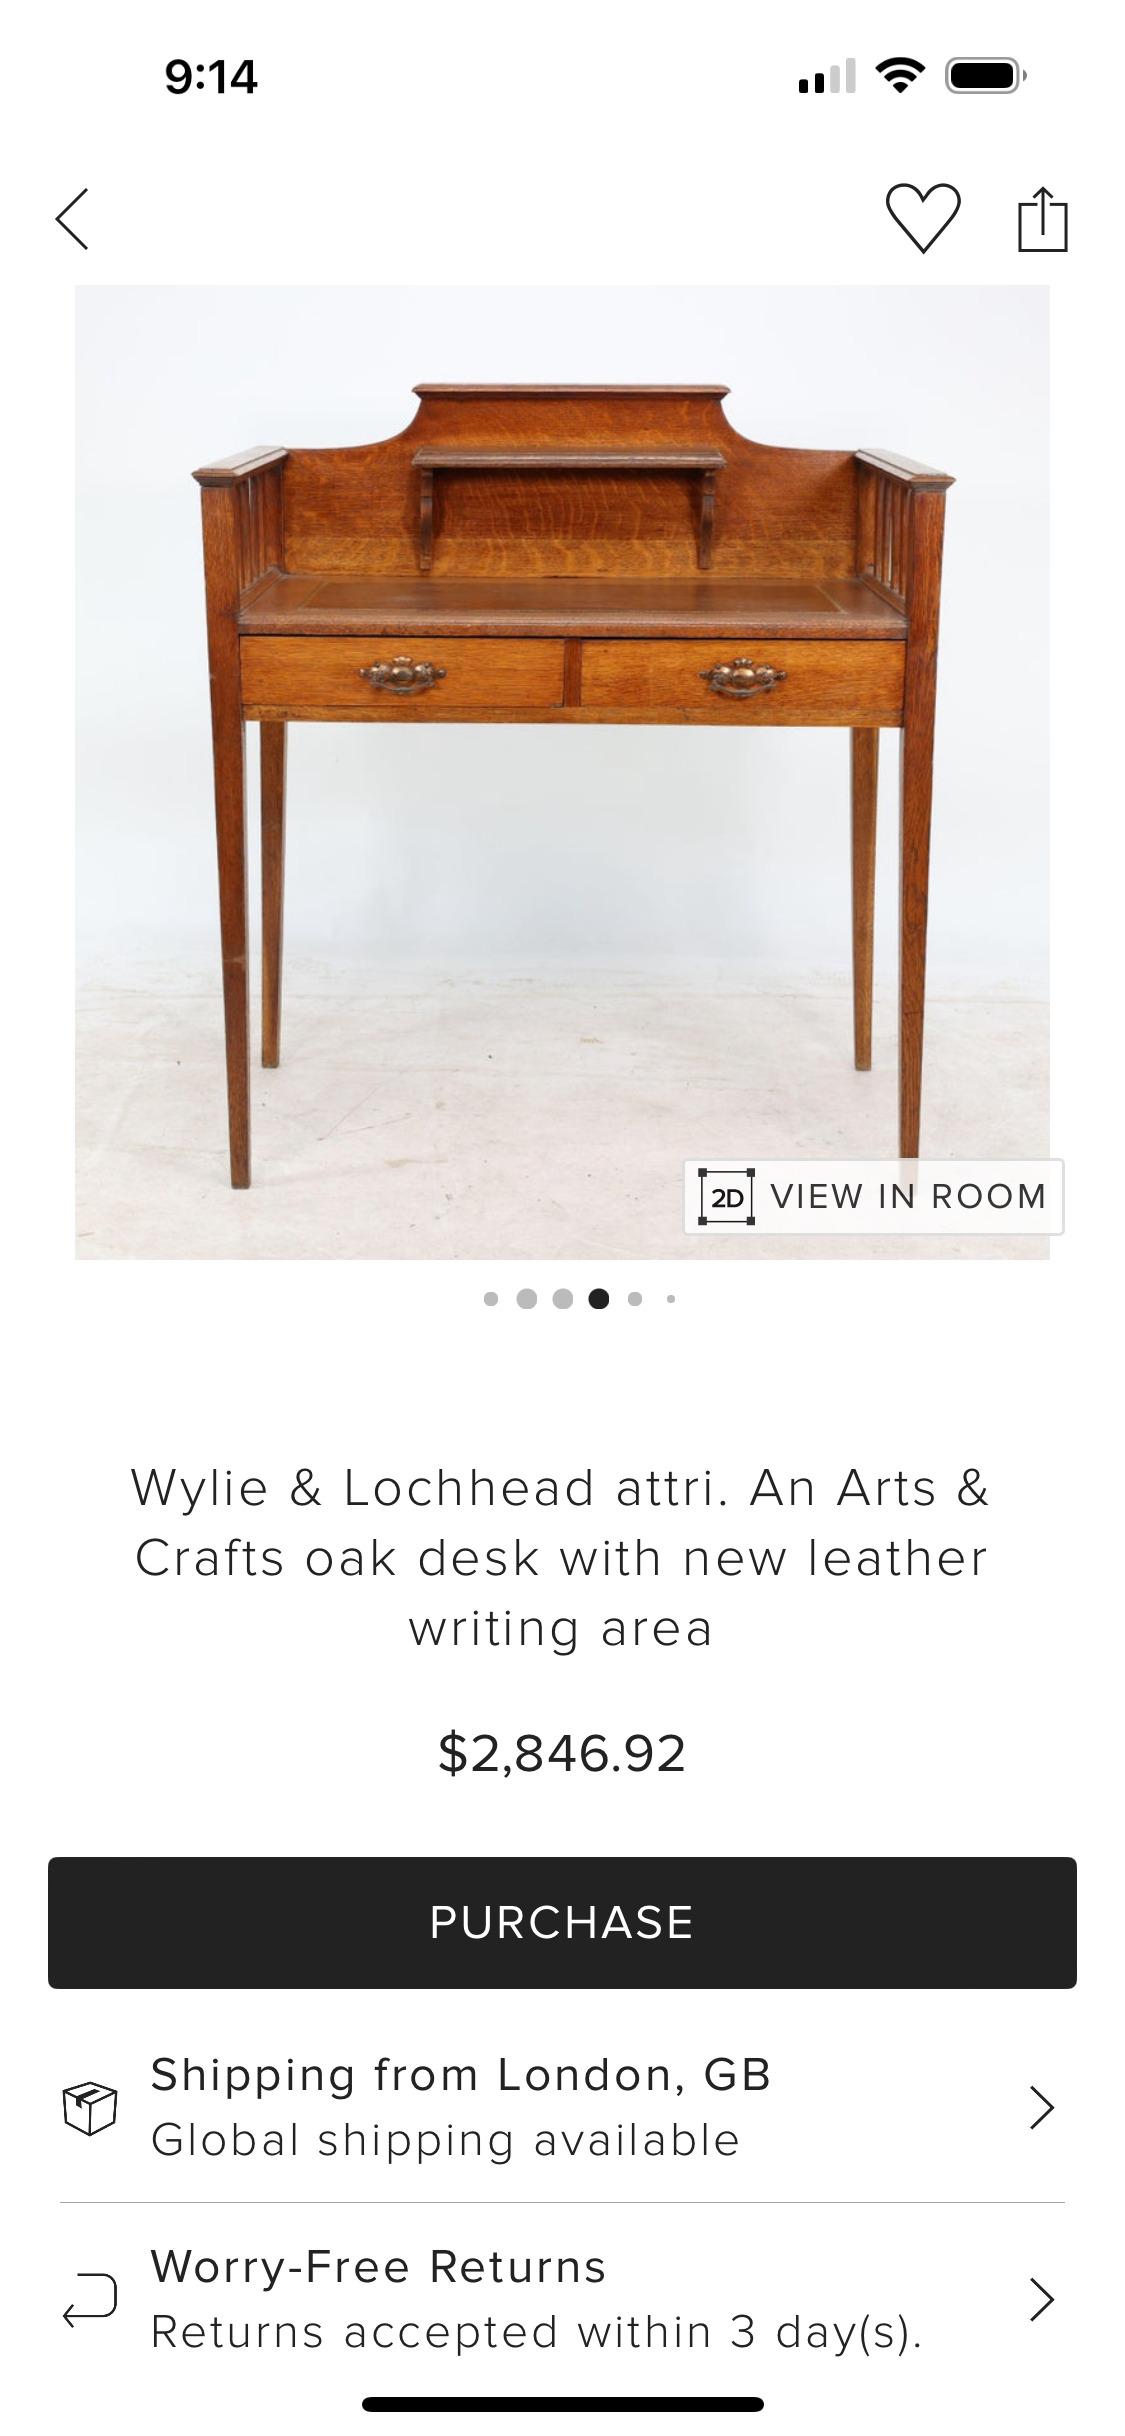 9:14
2D VIEW IN ROOM
Wylie & Lochhead attri. An Arts &
Crafts oak desk with new leather
writing area
$2,846.92
PURCHASE
Shipping from London, GB
Global shipping available
Worry-Free Returns
Returns accepted within 3 day(s).